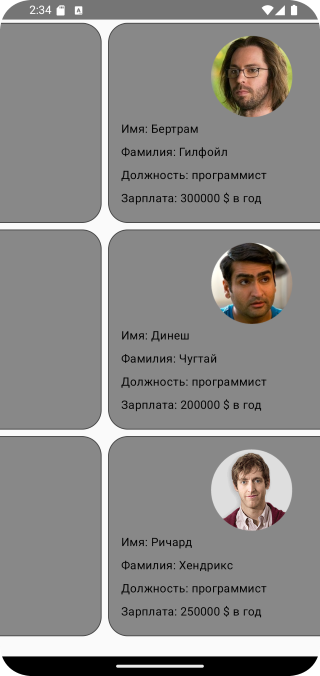 2:34
Имя: Бертрам
Фамилия: Гилфойл
Должность: программист
Зарплата: 300000 $ в год
Имя: Динеш
Фамилия: Чугтай
Должность: программист
Зарплата: 200000 $ в год
Имя: Ричард
Фамилия: Хендрикс
Должность: программист
Зарплата: 250000 $ в год